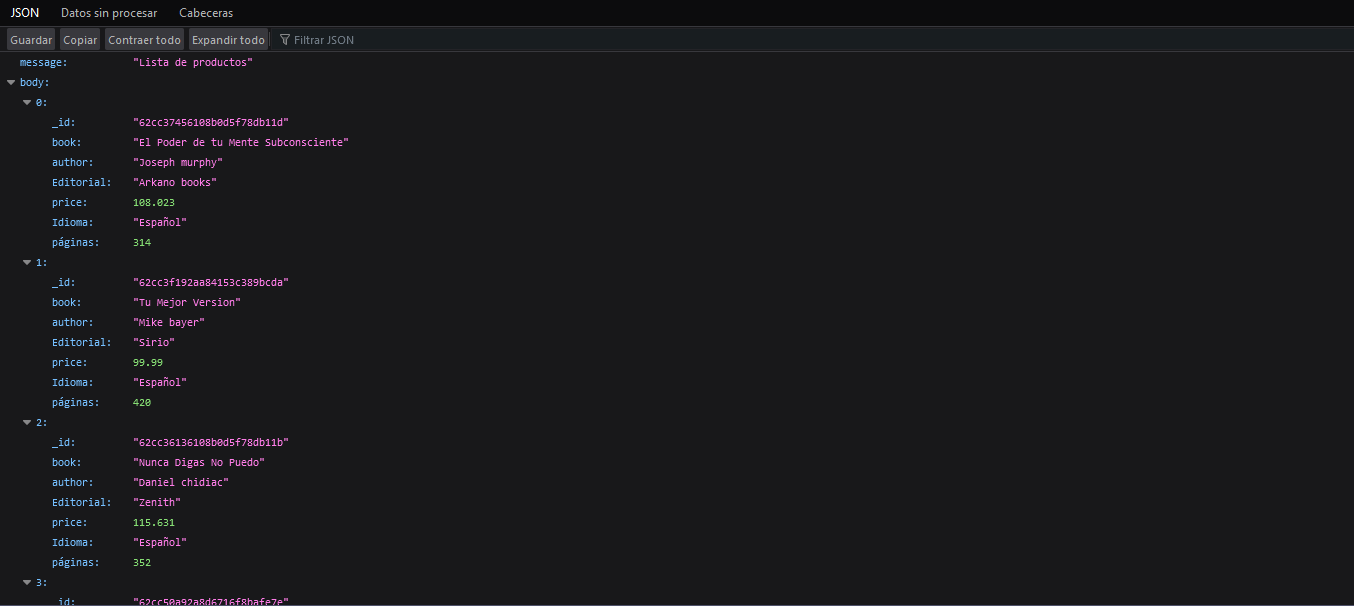 JSON Datos sin procesar Cabeceras
Guardar Copiar Contraer todo Expandir todo Filtrar JSON
message: "Lista de productos"
body:
0:
_id: "62cc37456108b0d5f78db11d"
book: "El Poder de tu Mente Subconsciente"
author: "Joseph murphy"
Editorial: "Arkano books"
price: 108.023
Idioma: "Español"
páginas: 314
1:
_id: "62cc3f192aa84153c389bcda"
book: "Tu Mejor Version"
author: "Mike bayer"
Editorial: "Sirio"
price: 99.99
Idioma: "Español"
páginas: 420
2:
_id: "62cc36136108b0d5f78db11b"
book: "Nunca Digas No Puedo"
author: "Daniel chidiac"
Editorial: "Zenith"
price: 115.631
Idioma: "Español"
páginas: 352
3:
_id: "62cc50a92a8d6716f8bafe7e"